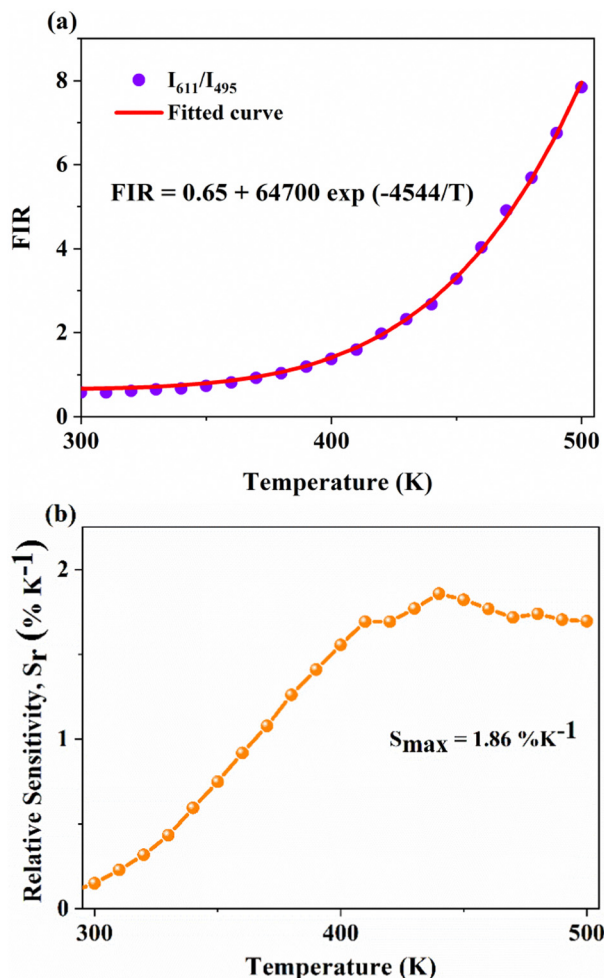 (a)
I611/I495
Fitted curve
FIR = 0.65 + 64700 exp (-4544/T)
FIR
8
6
4
2
0
300
400
500
Temperature (K)
(b)
Relative Sensitivity, Sr (% K-1)
2
1
0
Smax = 1.86 %K-1
300
400
500
Temperature (K)